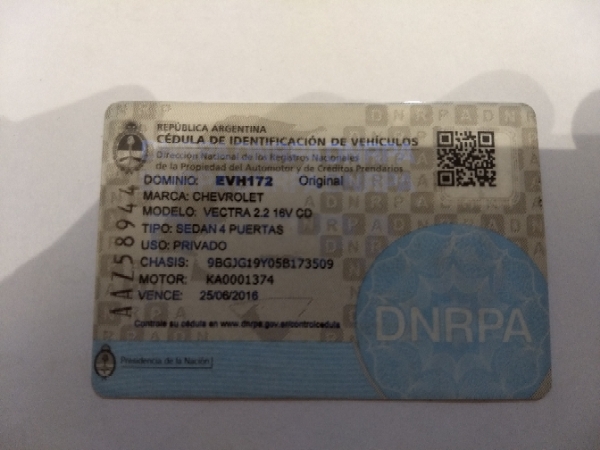 REPÚBLICA ARGENTINA
CÉDULA DE IDENTIFICACIÓN DE VEHÍCULOS
Dirección Nacional de los Registros Nacionales
de la Propiedad del Automotor y de Créditos Prendarios
DOMINIO: EVH172 Original
MARCA: CHEVROLET
MODELO: VECTRA 2.2 16V CD
TIPO: SEDAN 4 PUERTAS
USO: PRIVADO
CHASIS: 9BGJG19Y05B173509
MOTOR: KA0001374
VENCE: 25/06/2016
Controle su cédula en www.dnrpa.gov.ar/controlcedula
AAZ58944
DNRPA
Presidencia de la Nación